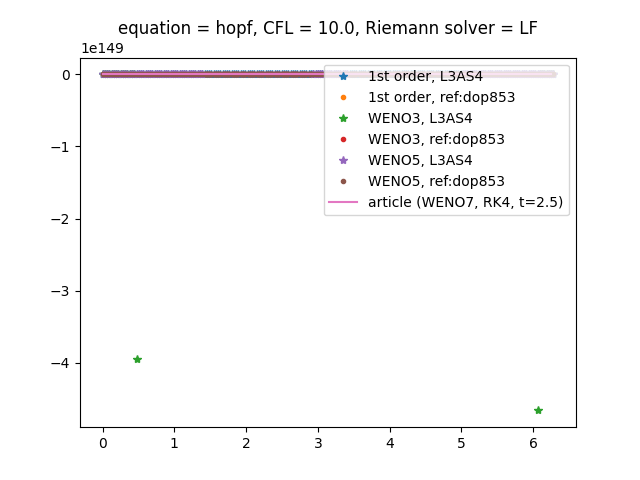 equation = hopf, CFL = 10.0, Riemann solver = LF
1e149
1st order, L3AS4
1st order, ref:dop853
WENO3, L3AS4
WENO3, ref:dop853
WENO5, L3AS4
WENO5, ref:dop853
article (WENO7, RK4, t=2.5)
0
−1
−2
−3
−4
0 1 2 3 4 5 6